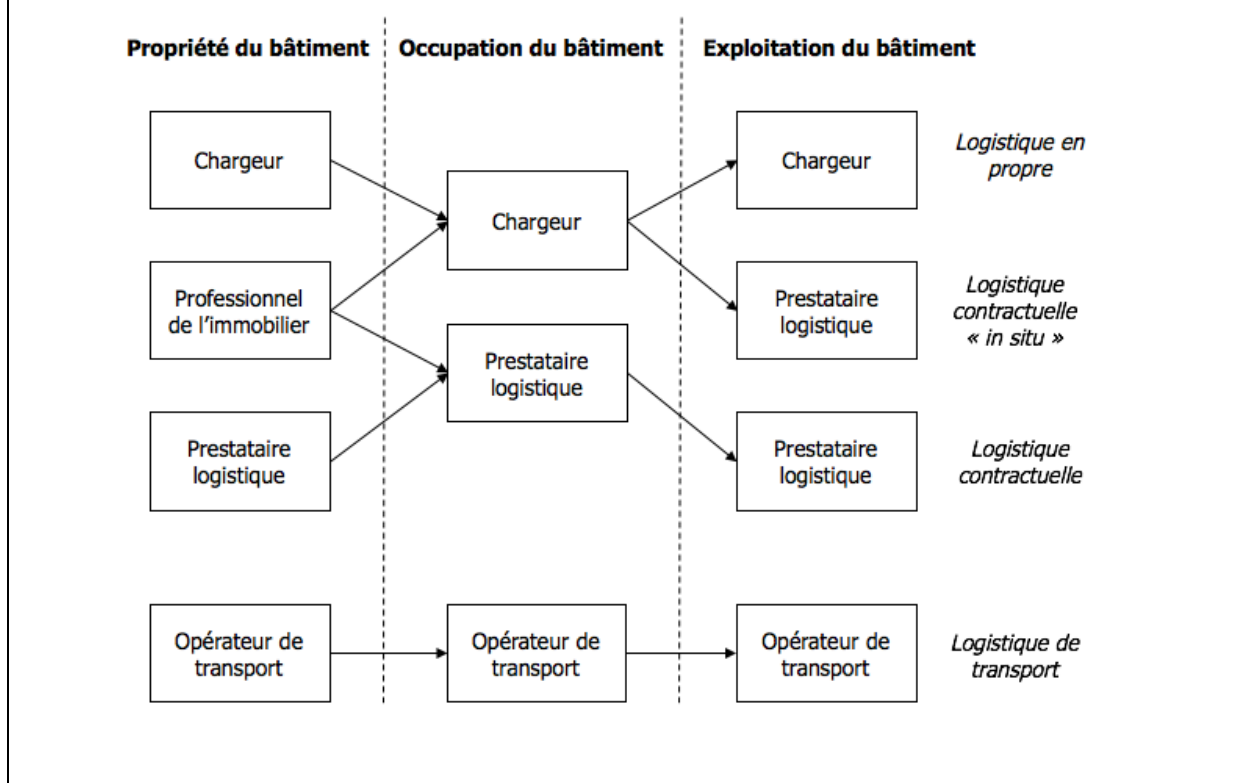 Propriété du bâtiment
Occupation du bâtiment
Exploitation du bâtiment
Chargeur
Chargeur
Chargeur
Logistique en
propre
Professionnel
de l'immobilier
Prestataire
logistique
Prestataire
logistique
Logistique
contractuelle
« in situ »
Prestataire
logistique
Prestataire
logistique
Logistique
contractuelle
Opérateur de
transport
Opérateur de
transport
Opérateur de
transport
Logistique de
transport